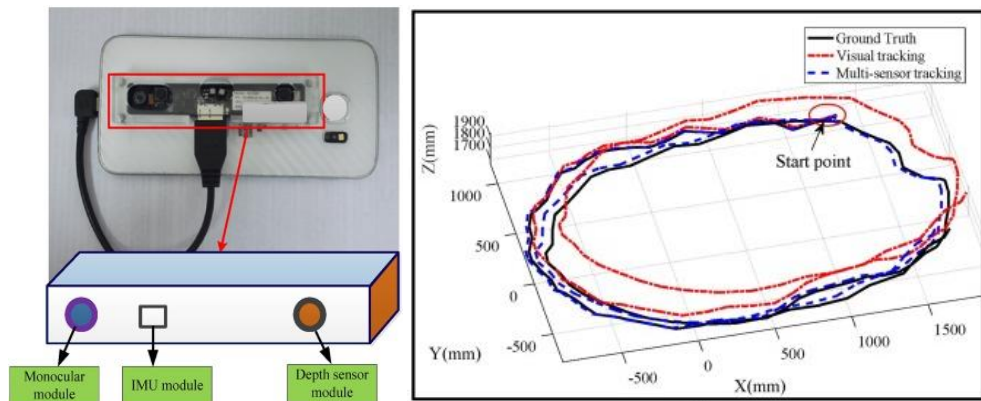 Monocular
module
IMU module
Depth sensor
module
Ground Truth
Visual tracking
Multi-sensor tracking
Start point
Z(mm)
1900
1800
1700
1000
500
0
-500
Y(mm)
-500
0
500
1000
1500
X(mm)